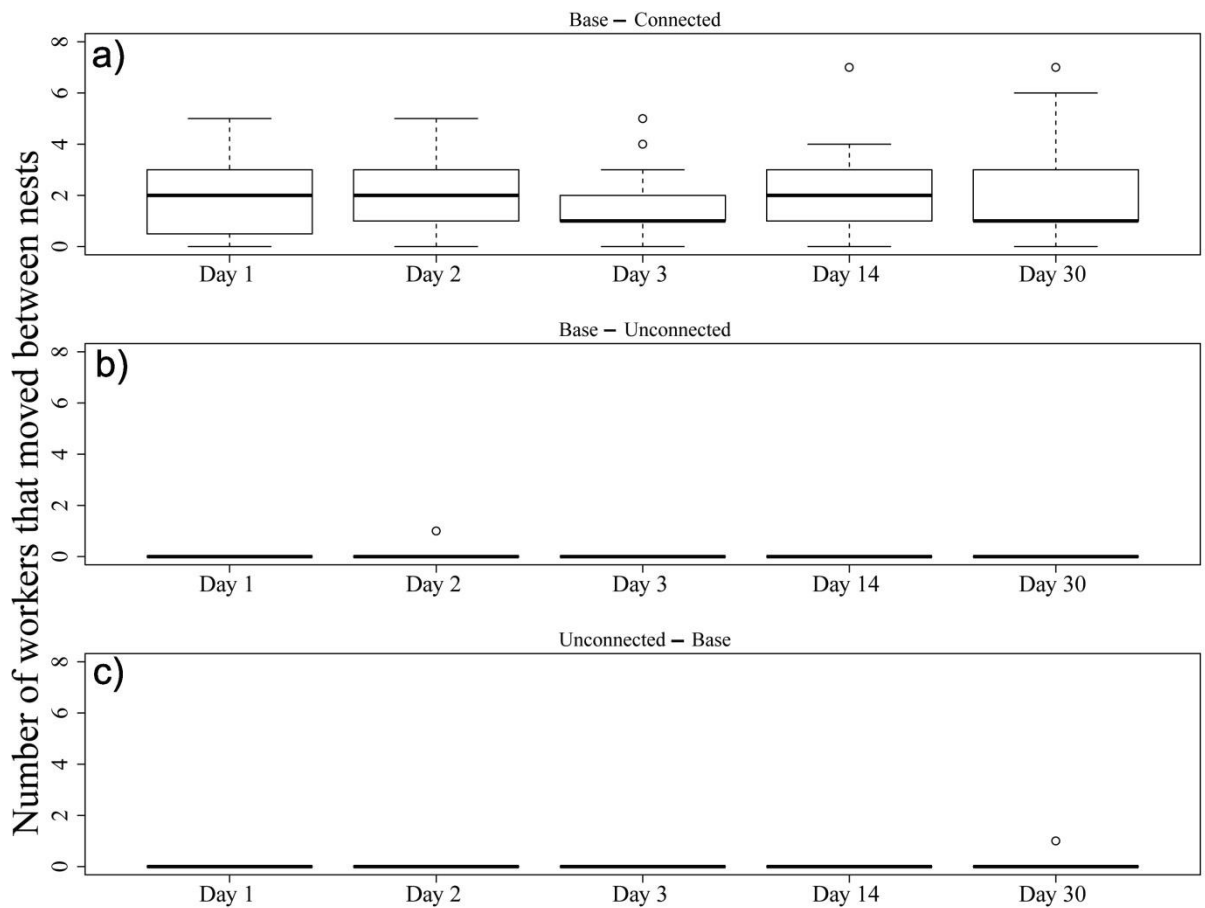 Number of workers that moved between nests
Base – Connected
a)
8
6
4
2
0
Day 1 Day 2 Day 3 Day 14 Day 30
Base – Unconnected
b)
8
6
4
2
0
Day 1 Day 2 Day 3 Day 14 Day 30
Unconnected – Base
c)
8
6
4
2
0
Day 1 Day 2 Day 3 Day 14 Day 30